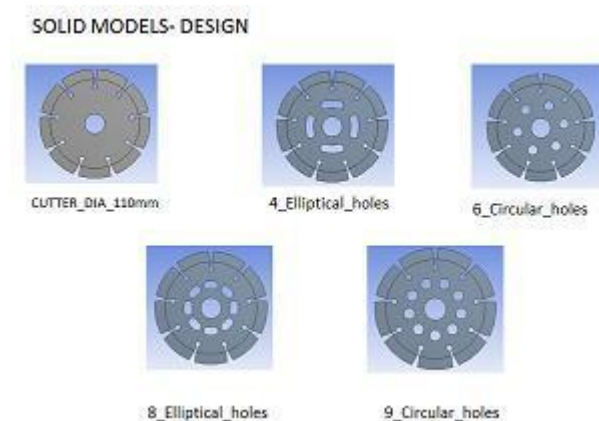 SOLID MODELS- DESIGN
CUTTER_DIA_110mm
4_Elliptical_holes
6_Circular_holes
8_Elliptical_holes
9_Circular_holes